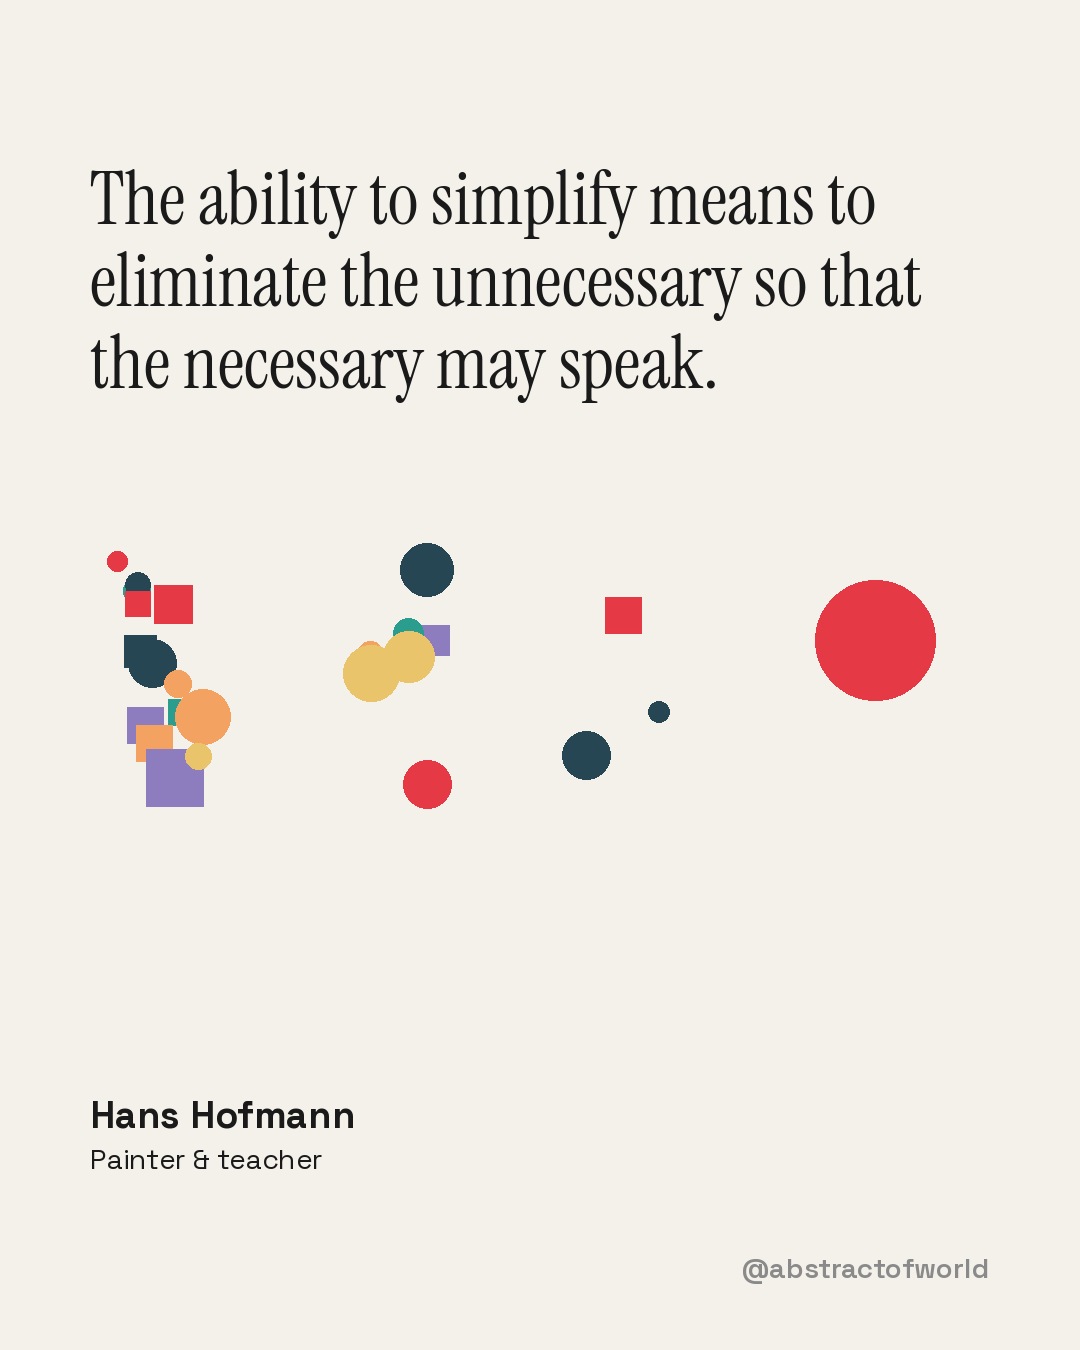 The ability to simplify means to
eliminate the unnecessary so that
the necessary may speak.
Hans Hofmann
Painter & teacher
@abstractofworld